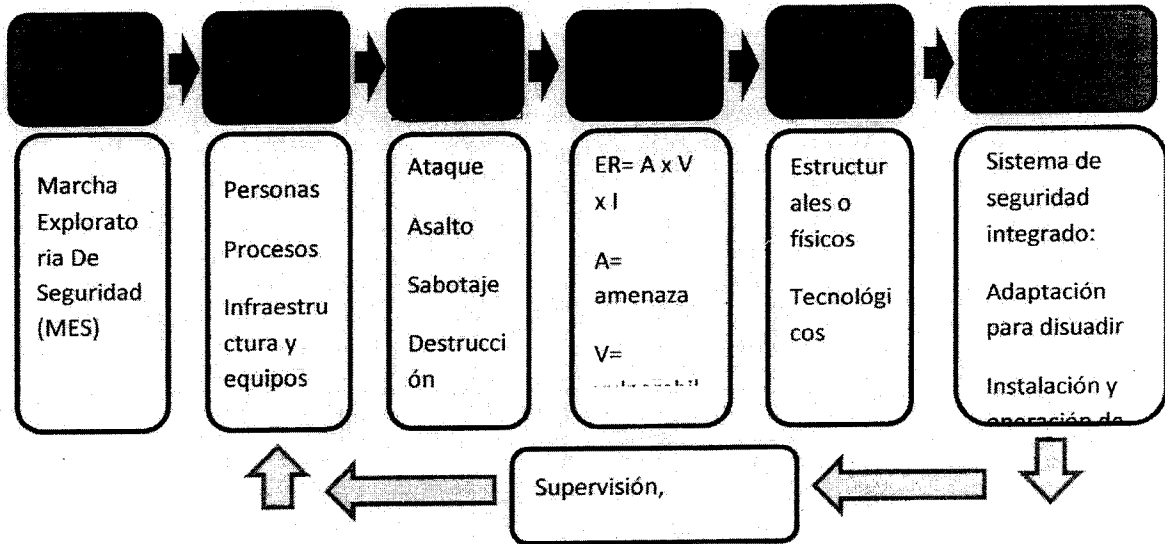 Marcha
Explorato
ria De
Seguridad
(MES)
Personas
Procesos
Infraestru
ctura y
equipos
Ataque
Asalto
Sabotaje
Destrucci
ón
ER= A x V
x I
A=
amenaza
V=
Estructur
ales o
físicos
Tecnológi
cos
Sistema de
seguridad
integrado:
Adaptación
para disuadir
Instalación y
Supervisión,